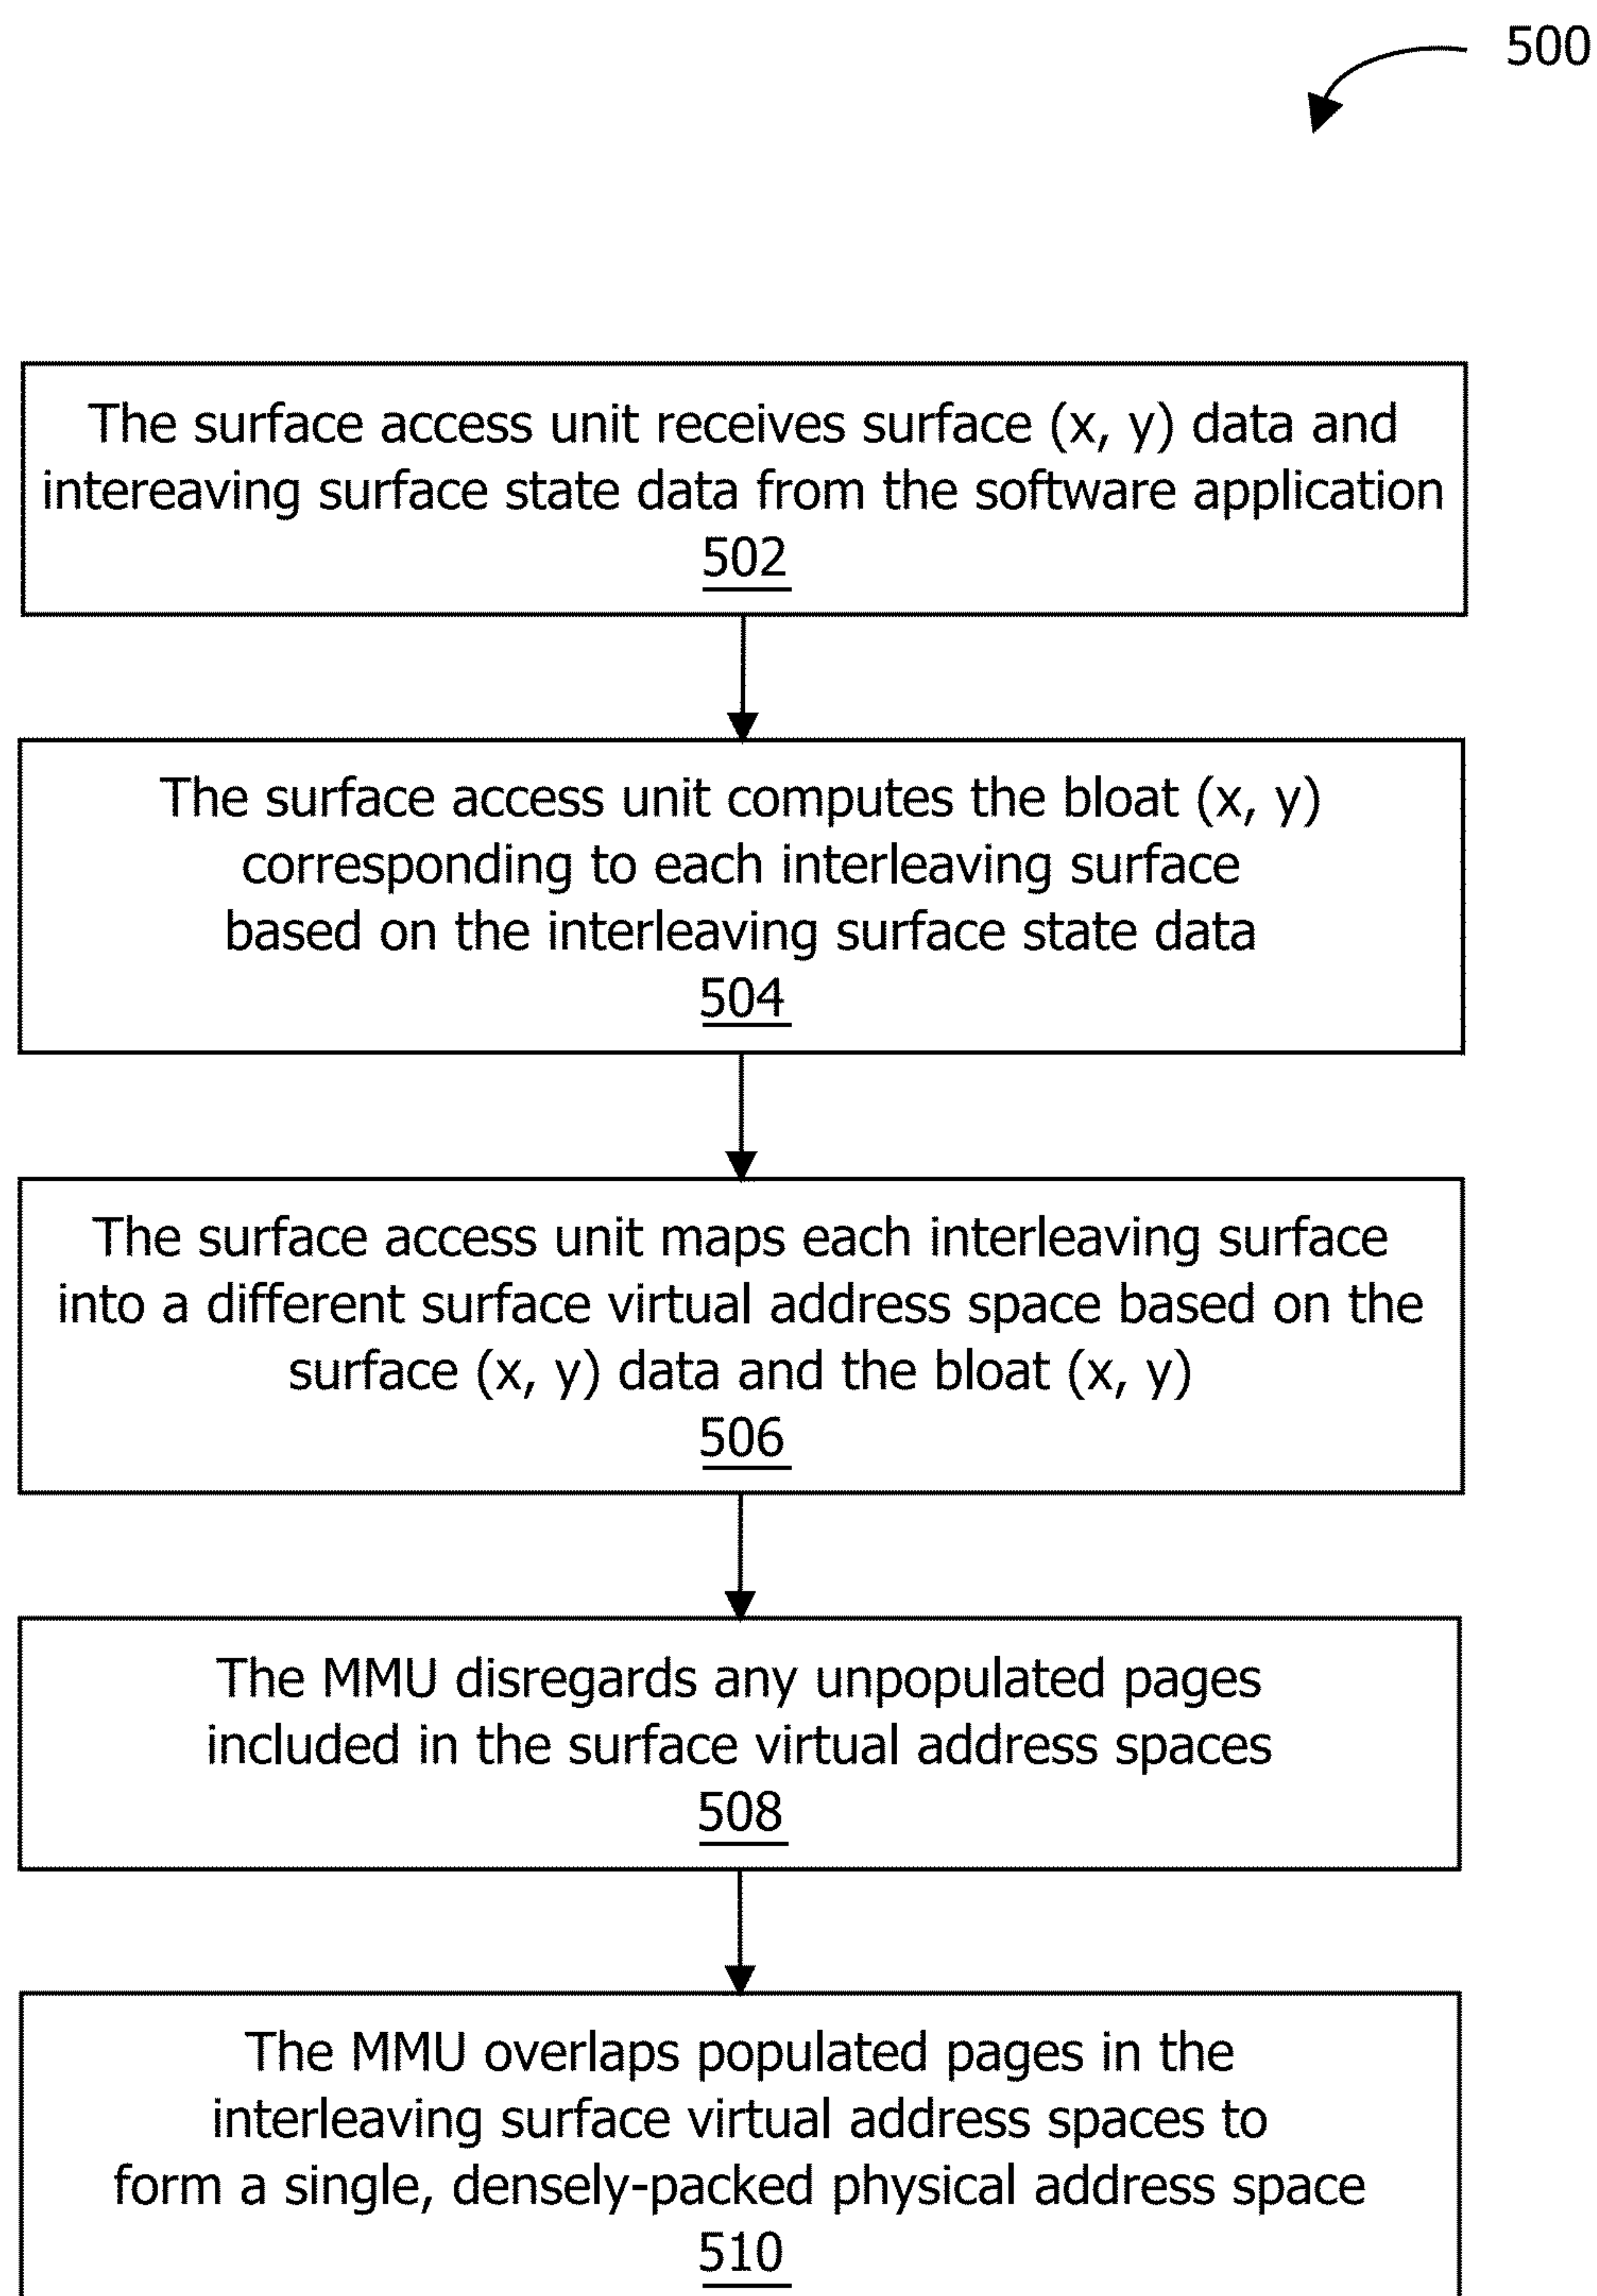 500
The surface access unit receives surface (x, y) data and
intereaving surface state data from the software application
502
The surface access unit computes the bloat (x, y)
corresponding to each interleaving surface
based on the interleaving surface state data
504
The surface access unit maps each interleaving surface
into a different surface virtual address space based on the
surface (x, y) data and the bloat (x, y)
506
The MMU disregards any unpopulated pages
included in the surface virtual address spaces
508
The MMU overlaps populated pages in the
interleaving surface virtual address spaces to
form a single, densely-packed physical address space
510